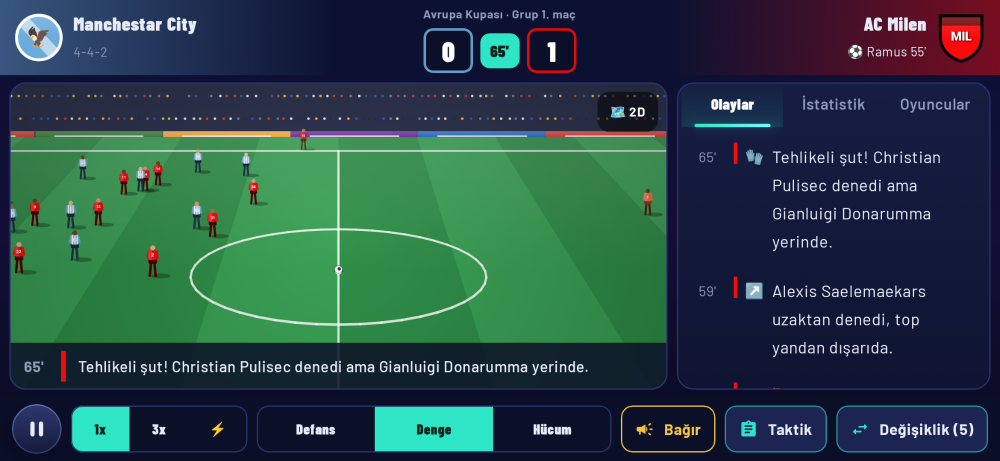 Manchestar City
4-4-2
Avrupa Kupası · Grup 1. maç
0 65' 1
AC Milen
Ramus 55'
MIL
2D
Olaylar İstatistik Oyuncular
65' Tehlikeli şut! Christian
Pulisec denedi ama
Gianluigi Donarumma
yerinde.
59' Alexis Saelemaekars
uzaktan denedi, top
yandan dışarıda.
65' Tehlikeli şut! Christian Pulisec denedi ama Gianluigi Donarumma yerinde.
1x 3x Defans Denge Hücum Bağır Taktik Değişiklik (5)